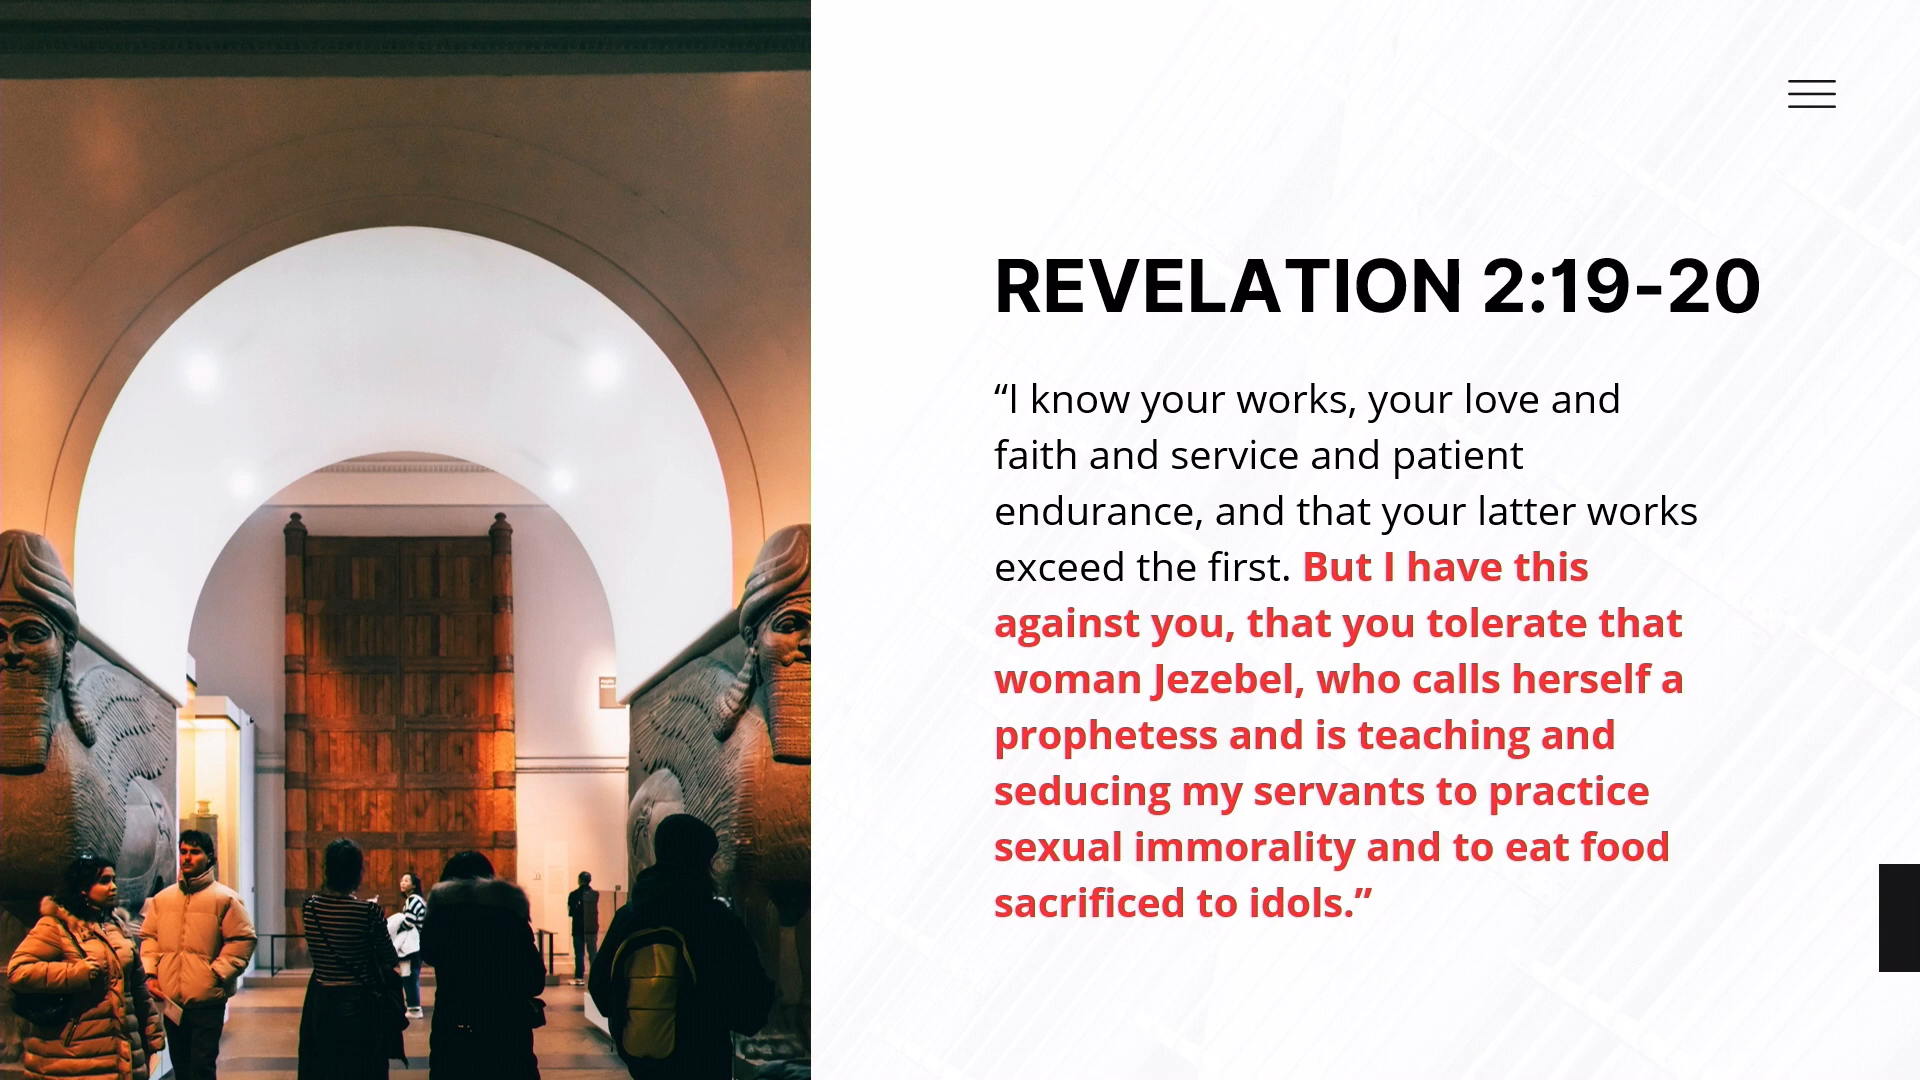 REVELATION 2:19-20
“I know your works, your love and
faith and service and patient
endurance, and that your latter works
exceed the first. But I have this
against you, that you tolerate that
woman Jezebel, who calls herself a
prophetess and is teaching and
seducing my servants to practice
sexual immorality and to eat food
sacrificed to idols.”